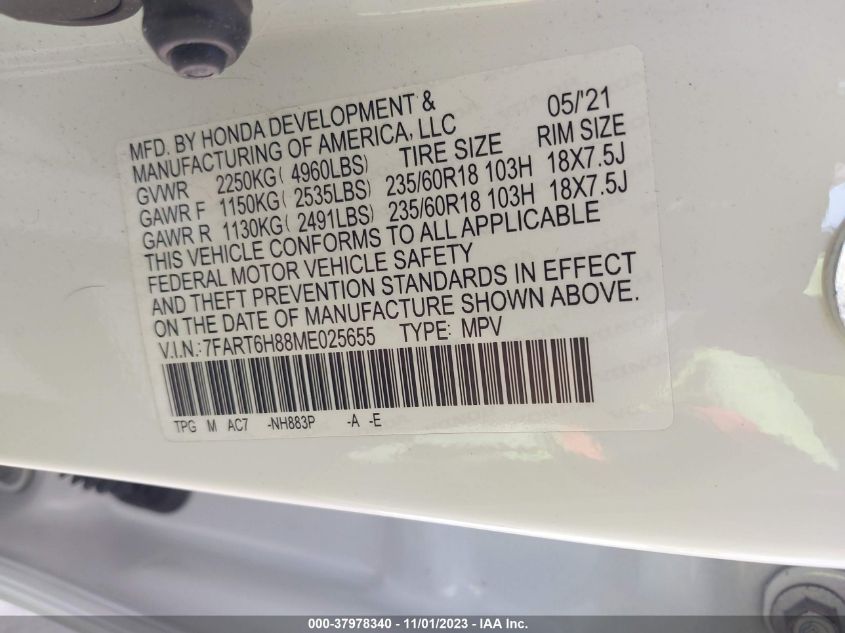 MFD. BY HONDA DEVELOPMENT & 05/'21
MANUFACTURING OF AMERICA, LLC
TIRE SIZE RIM SIZE
GVWR 2250KG( 4960LBS)
GAWR F 1150KG( 2535LBS) 235/60R18 103H 18X7.5J
GAWR R 1130KG( 2491LBS) 235/60R18 103H 18X7.5J
THIS VEHICLE CONFORMS TO ALL APPLICABLE
FEDERAL MOTOR VEHICLE SAFETY
AND THEFT PREVENTION STANDARDS IN EFFECT
ON THE DATE OF MANUFACTURE SHOWN ABOVE.
V.I.N.:7FART6H88ME025655 TYPE: MPV
TPG M AC7 -NH883P -A -E
000-37978340 - 11/01/2023 - IAA Inc.